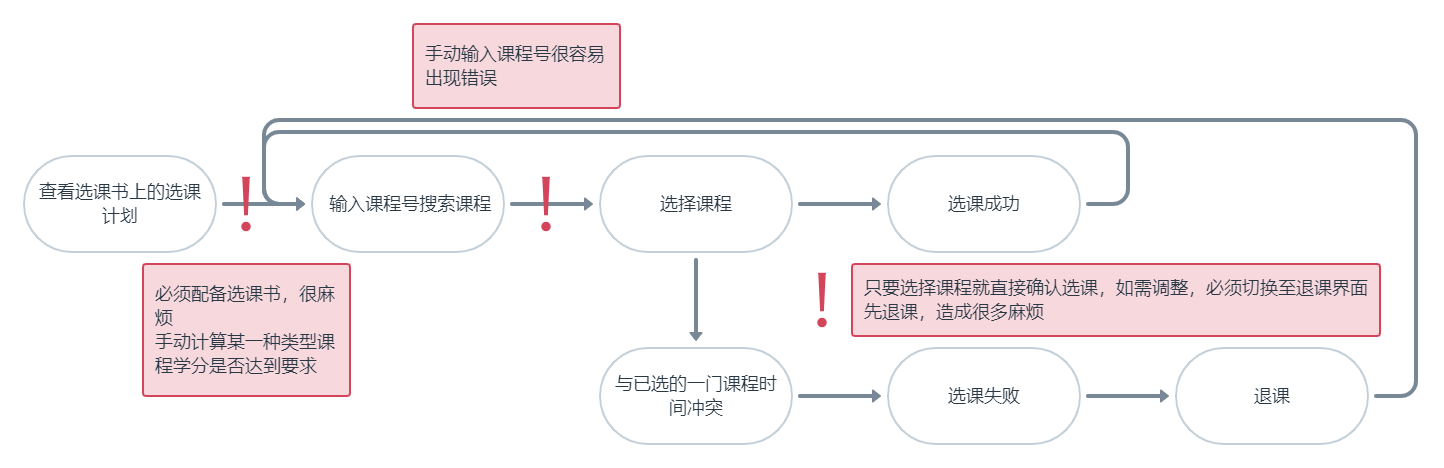 手动输入课程号很容易
出现错误
查看选课书上的选课
计划
输入课程号搜索课程
选择课程
选课成功
必须配备选课书，很麻
烦
手动计算某一种类型课
程学分是否达到要求
只要选择课程就直接确认选课，如需调整，必须切换至退课界面
先退课，造成很多麻烦
与已选的一门课程时
间冲突
选课失败
退课